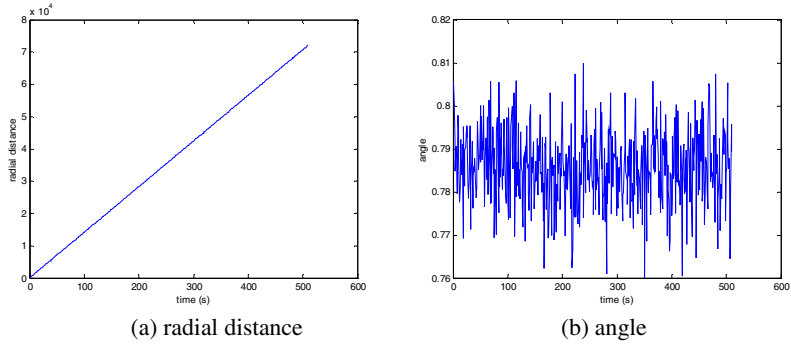 x 10⁴
8
7
6
5
4
3
2
1
0
0 100 200 300 400 500 600
radial distance
time (s)
(a) radial distance
0.82
0.81
0.8
0.79
0.78
0.77
0.76
0 100 200 300 400 500 600
angle
time (s)
(b) angle